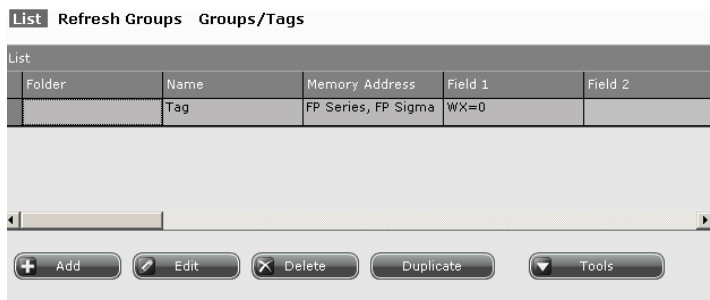 List Refresh Groups Groups/Tags
List
Folder Name Memory Address Field 1 Field 2
Tag FP Series, FP Sigma WX=0
Add Edit Delete Duplicate Tools